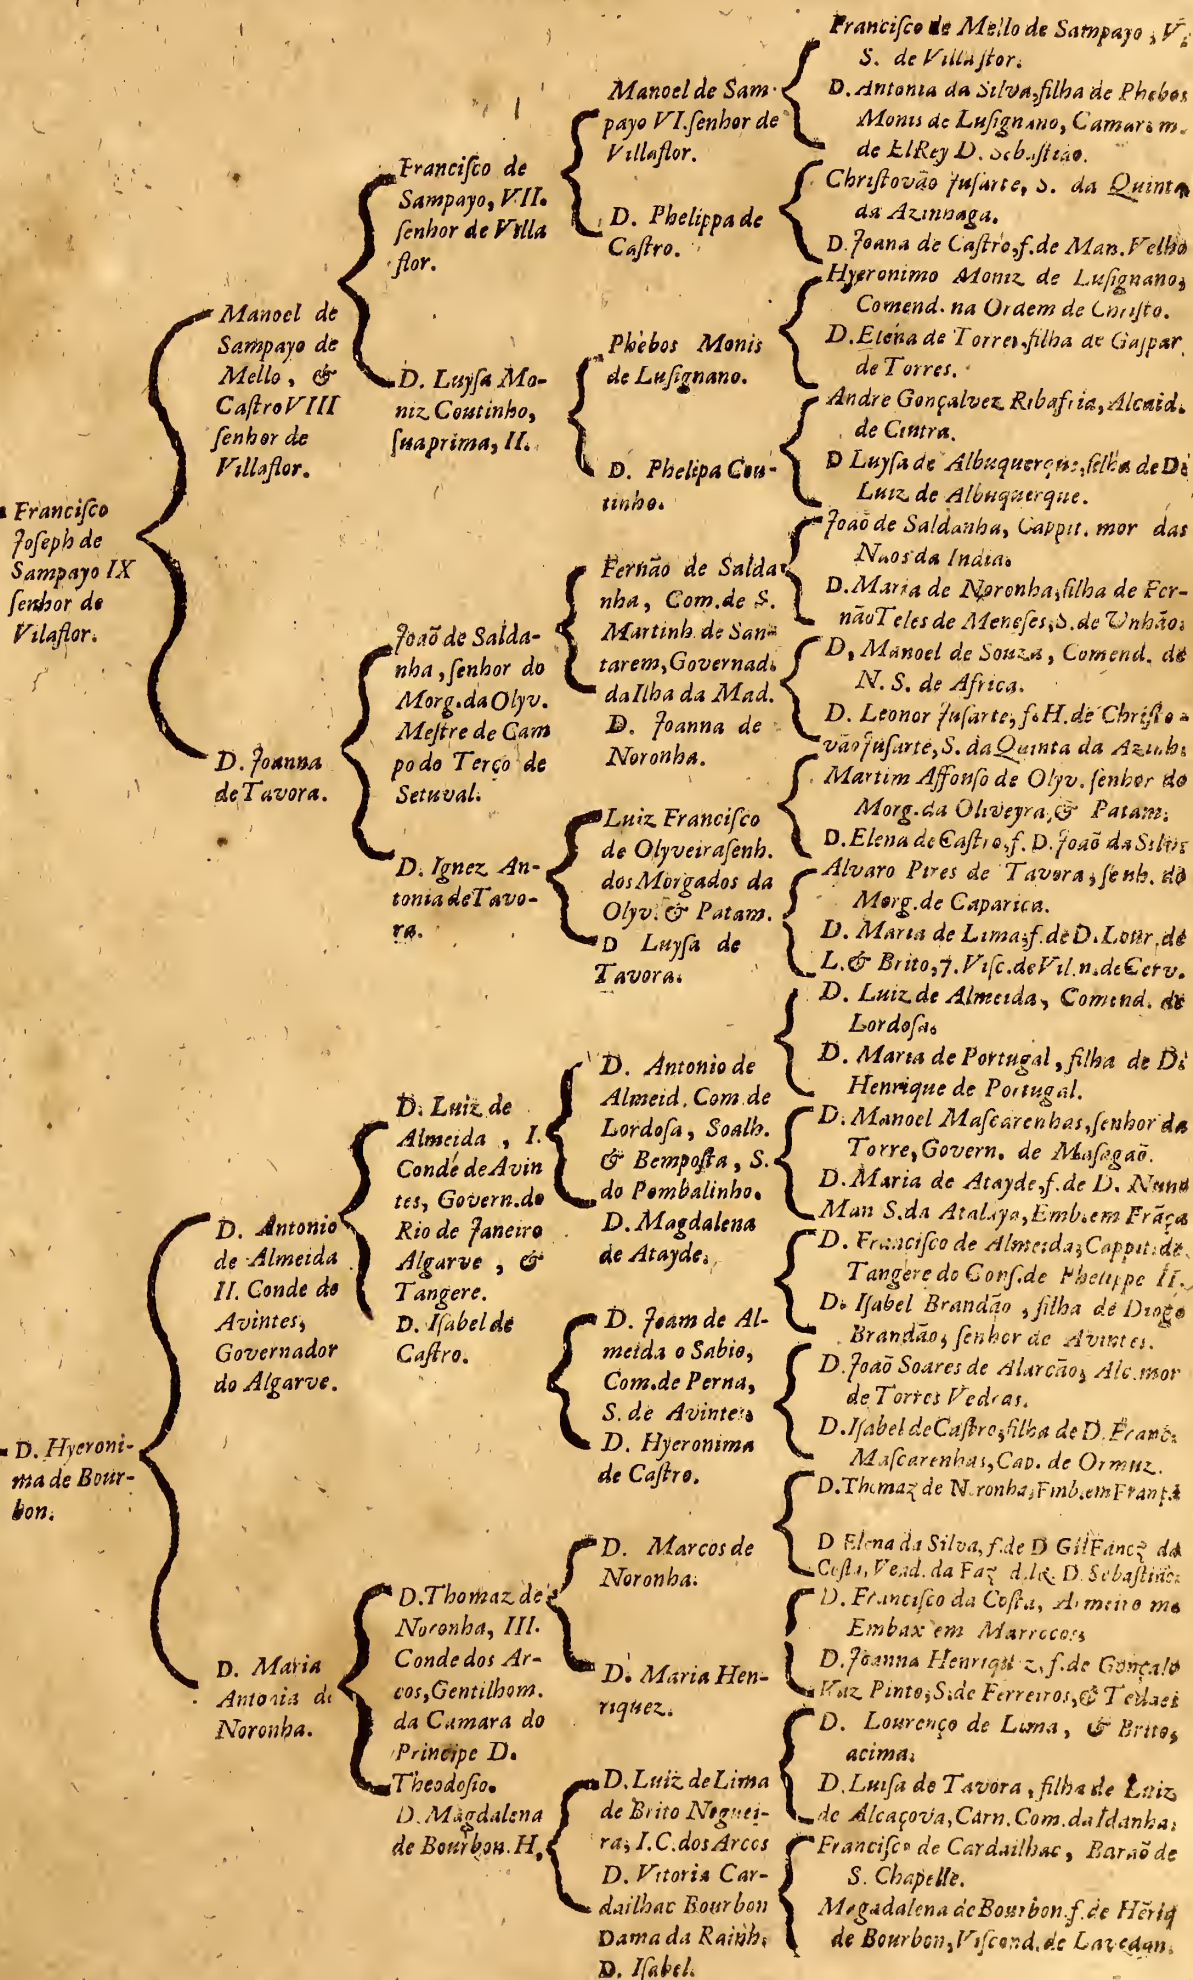 Francisco
Joseph de
Sampayo IX
senhor de
Vilaflor.
D. Hyeroni-
ma de Bour-
bon.
Manoel de
Sampayo de
Mello, &
Castro VIII
senhor de
Villaflor.
D. Joanna
de Tavora.
D. Antonio
de Almeida
II. Conde de
Avintes,
Governador
do Algarve.
D. Maria
Antonia de
Noronha.
Francisco de
Sampayo, VII.
senhor de Villa
flor.
D. Luysa Mo-
niz Coutinho,
sua prima, II.
Joaõ de Salda-
nha, senhor do
Morg. da Olyv.
Mestre de Cam
po do Terço de
Setuval.
D. Ignez An-
tonia de Tavo-
ra.
D. Luiz de
Almeida, I.
Conde de Avin
tes, Govern. do
Rio de Janeiro
Algarve, &
Tangere.
D. Isabel de
Castro.
D. Thomaz de
Noronha, III.
Conde dos Ar-
cos, Gentilhom.
da Camara do
Principe D.
Theodosio.
D. Magdalena
de Bourbon. H.
Manoel de Sam-
payo VI. senhor de
Villaflor.
D. Phelippa de
Castro.
Phebos Monis
de Lusignano.
D. Phelipa Cou-
tinho.
Fernão de Salda
nha, Com. de S.
Martinh. de San-
tarem, Governad.
da Ilha da Mad.
D. Joanna de
Noronha.
Luiz Francisco
de Olyveira senh.
dos Morgados da
Olyv. & Patam.
D Luysa de
Tavora.
D. Antonio de
Almeid. Com. de
Lordosa, Soalh.
& Bemposta, S.
do Pombalinho.
D. Magdalena
de Atayde.
D. Joam de Al-
meida o Sabio,
Com. de Perna,
S. de Avintes
D. Hyeronima
de Castro.
D. Marcos de
Noronha.
D. Maria Hen-
riquez.
D. Luiz de Lima
de Brito Noguei-
ra, I. C. dos Arcos
D. Vitoria Car-
dailhac Bourbon
Dama da Rainh.
D. Isabel.
Francisco de Mello de Sampayo, V.
S. de Villaflor.
D. Antonia da Silva, filha de Phebos
Monis de Lusignano, Camarem.
de ElRey D. Sebastiao.
Christovão Jusarte, S. da Quinta
da Azinhaga.
D. Joana de Castro, f. de Man. Velho
Hyeronimo Moniz de Lusignano,
Comend. na Ordem de Christo.
D. Elena de Torres, filha de Gaspar
de Torres.
Andre Gonçalvez Ribafria, Alcaid.
de Cintra.
D Luysa de Albuquerque, filha de D.
Luiz de Albuquerque.
Joaõ de Saldanha, Cappit. mor das
Naos da India.
D. Maria de Noronha, filha de Fer-
não Teles de Meneses, S. de Unhão.
D, Manoel de Souza, Comend. de
N. S. de Africa.
D. Leonor Jusarte, f. H. de Christo-
vão Jusarte, S. da Quinta da Azinh.
Martim Affonso de Olyv. senhor do
Morg. da Oliveyra, & Patam.
D. Elena de Castro, f. D. Joaõ da Silva
Alvaro Pires de Tavora, senh. do
Morg. de Caparica.
D. Maria de Lima, f. de D. Lour. de
L. & Brito, 7. Visc. de Vil. n. de Cerv.
D. Luiz de Almeida, Comend. de
Lordosa.
D. Maria de Portugal, filha de D.
Henrique de Portugal.
D. Manoel Mascarenhas, senhor da
Torre, Govern. de Masagaõ.
D. Maria de Atayde, f. de D. Nuno
Man S. da Atalaya, Emb. em Frãça
D. Francisco de Almeida, Cappit. de
Tangere do Cons. de Phelippe II.
D. Isabel Brandão, filha de Diogo
Brandão, senhor de Avintes.
D. Joaõ Soares de Alarcão, Alc. mor
de Torres Vedras.
D. Isabel de Castro, filha de D. Franc.
Mascarenhas, Cap. de Ormuz.
D. Thomaz de Noronha, Emb. em França
D Elena da Silva, f. de D Gil Eanez da
Costa, Vead. da Faz d. R. D. Sebastiao.
D. Francisco da Costa, Armeiro mo
Embax em Marrocos,
D. Joanna Henriquez, f. de Gonçalo
Vaz Pinto, S. de Ferreiros, & Tedaes
D. Lourenço de Lima, & Brito,
acima.
D. Luisa de Tavora, filha de Luiz
de Alcaçova, Carn. Com. da Idanha.
Francisco de Cardailhac, Barão de
S. Chapelle.
Magadalena de Bourbon. f. de Hẽriq
de Bourbon, Viscond. de Lavedan.